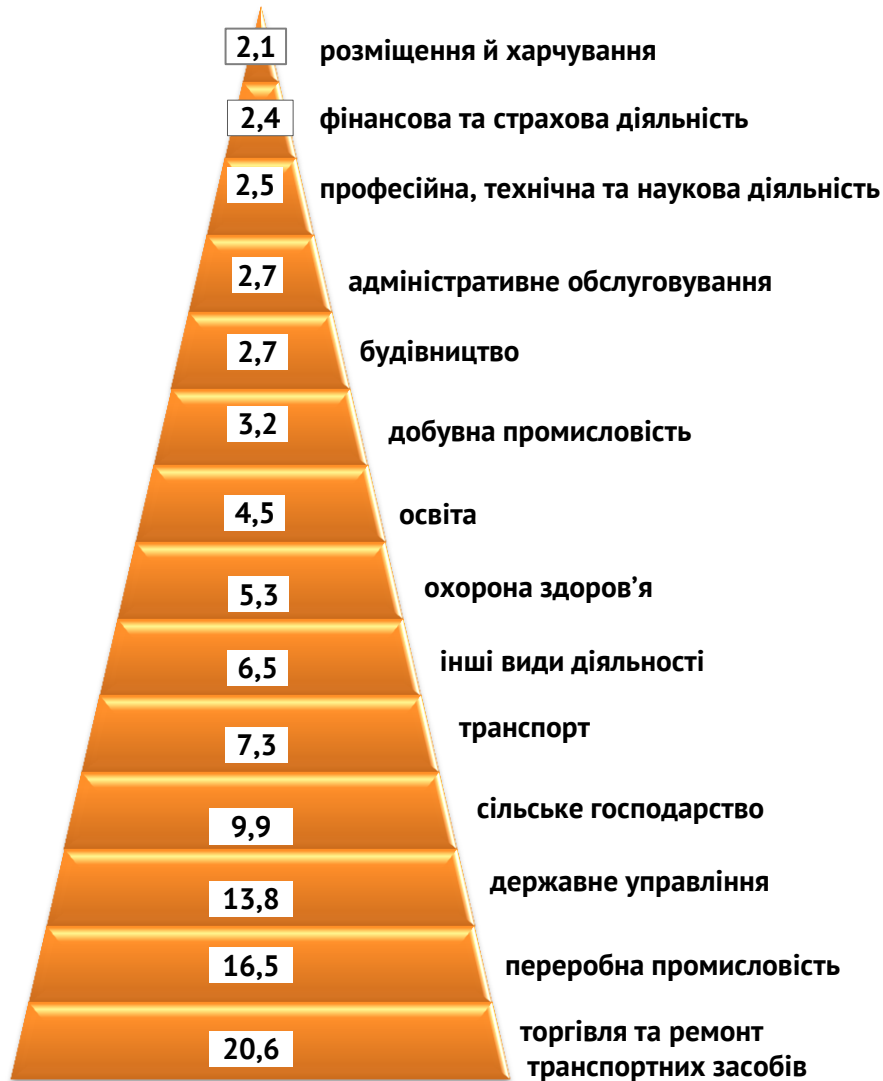 2,1 розміщення й харчування
2,4 фінансова та страхова діяльність
2,5 професійна, технічна та наукова діяльність
2,7 адміністративне обслуговування
2,7 будівництво
3,2 добувна промисловість
4,5 освіта
5,3 охорона здоров’я
6,5 інші види діяльності
7,3 транспорт
9,9 сільське господарство
13,8 державне управління
16,5 переробна промисловість
20,6 торгівля та ремонт
транспортних засобів